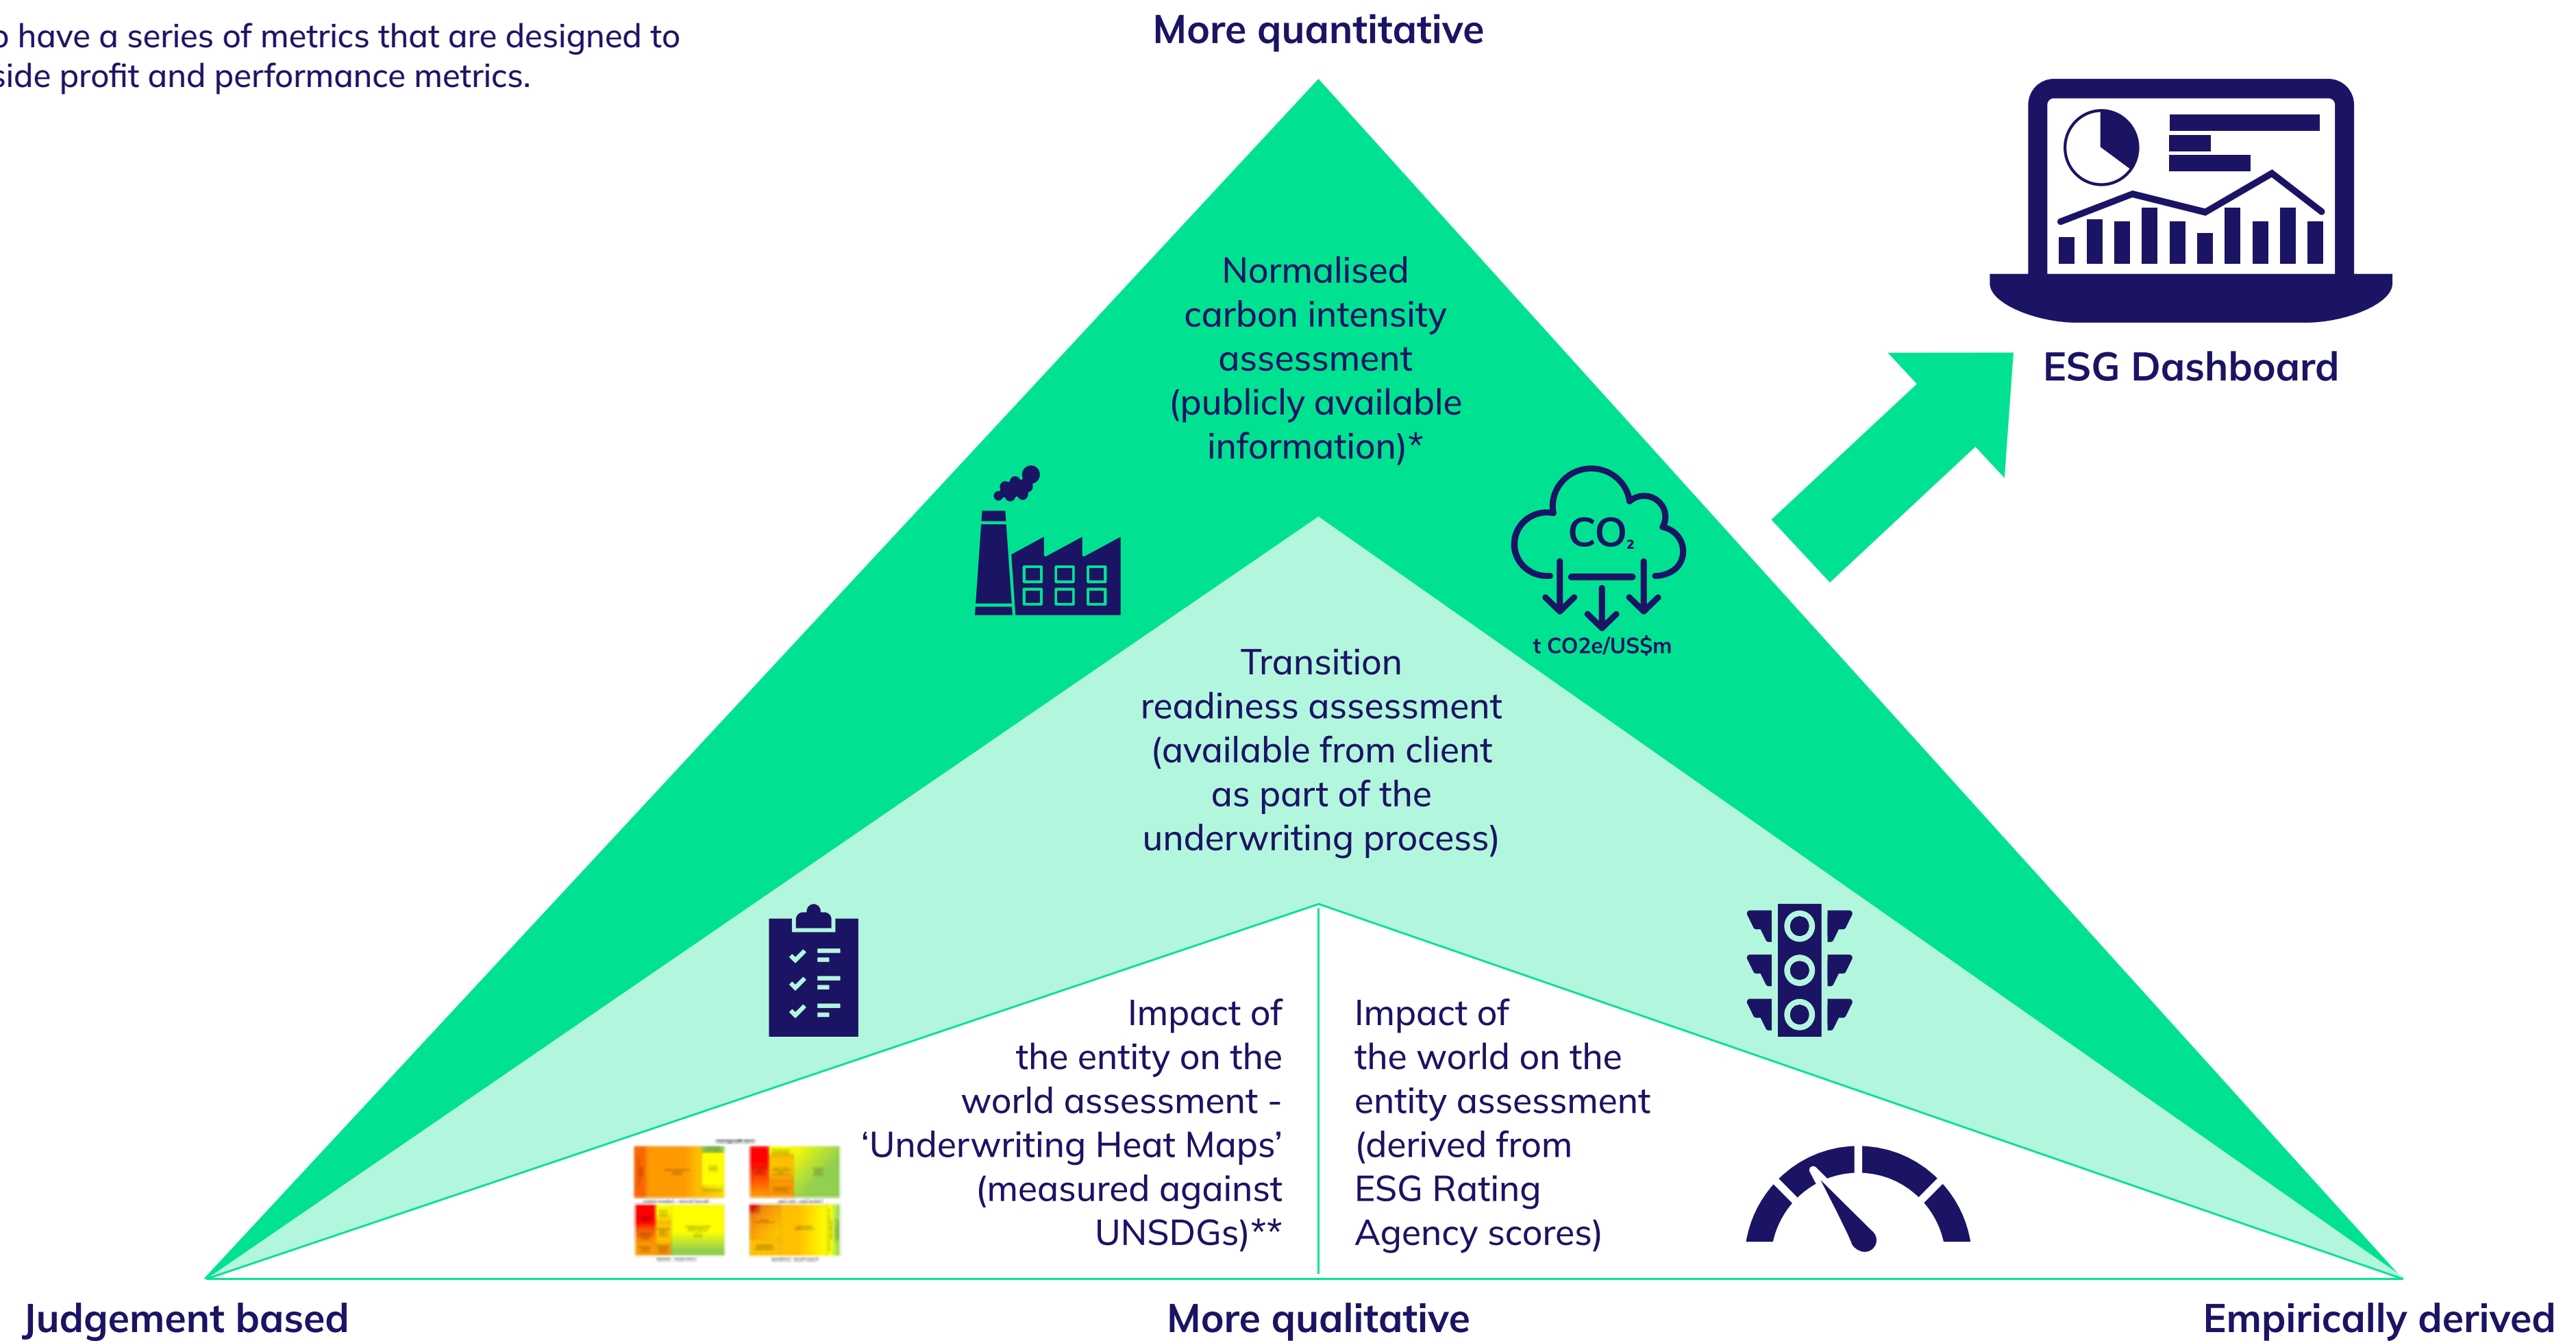 have a series of metrics that are designed to
side profit and performance metrics.
More quantitative
ESG Dashboard
Normalised
carbon intensity
assessment
(publicly available
information)*
CO₂
t CO2e/US$m
Transition
readiness assessment
(available from client
as part of the
underwriting process)
Impact of
the entity on the
world assessment -
‘Underwriting Heat Maps’
(measured against
UNSDGs)**
Impact of
the world on the
entity assessment
(derived from
ESG Rating
Agency scores)
Judgement based
More qualitative
Empirically derived